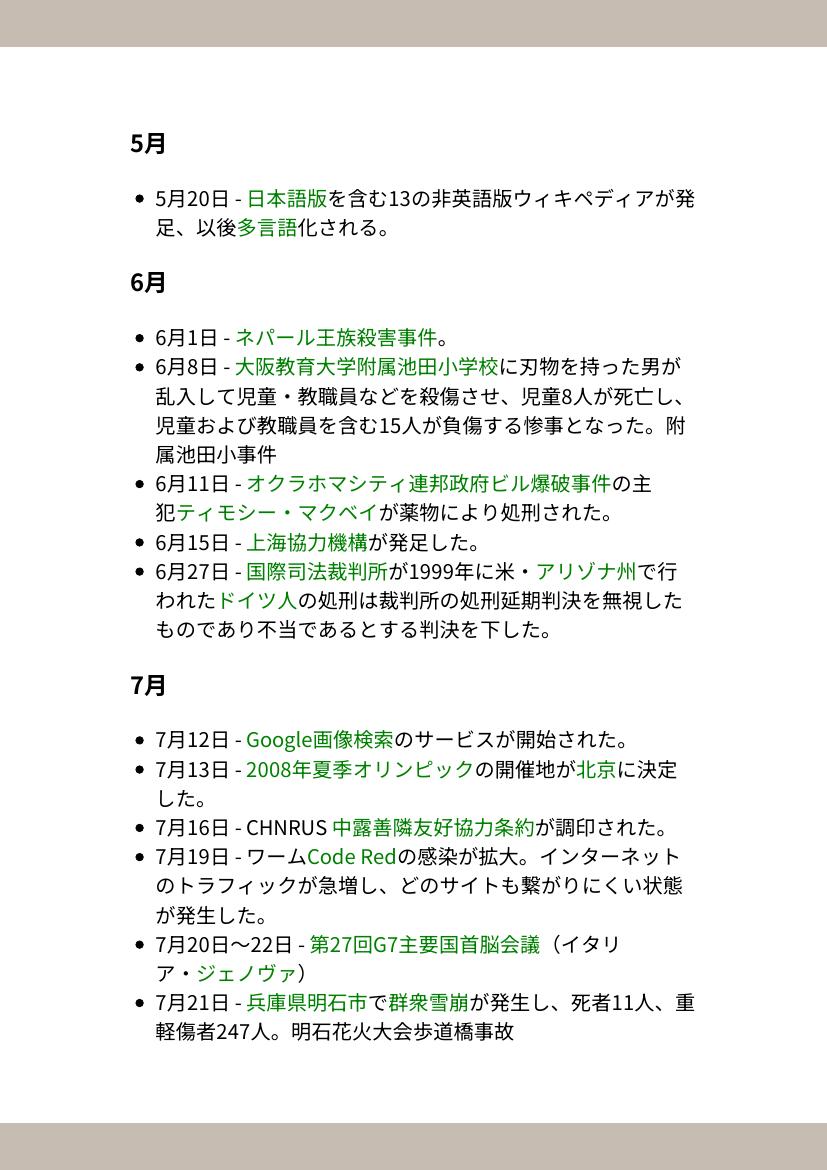 5月
5月20日 - 日本語版を含む13の非英語版ウィキペディアが発
足、以後多言語化される。
6月
6月1日 - ネパール王族殺害事件。
6月8日 - 大阪教育大学附属池田小学校に刃物を持った男が
乱入して児童・教職員などを殺傷させ、児童8人が死亡し、
児童および教職員を含む15人が負傷する惨事となった。附
属池田小事件
6月11日 - オクラホマシティ連邦政府ビル爆破事件の主
犯ティモシー・マクベイが薬物により処刑された。
6月15日 - 上海協力機構が発足した。
6月27日 - 国際司法裁判所が1999年に米・アリゾナ州で行
われたドイツ人の処刑は裁判所の処刑延期判決を無視した
ものであり不当であるとする判決を下した。
7月
7月12日 - Google画像検索のサービスが開始された。
7月13日 - 2008年夏季オリンピックの開催地が北京に決定
した。
7月16日 - CHNRUS 中露善隣友好協力条約が調印された。
7月19日 - ワームCode Redの感染が拡大。インターネット
のトラフィックが急増し、どのサイトも繋がりにくい状態
が発生した。
7月20日〜22日 - 第27回G7主要国首脳会議（イタリ
ア・ジェノヴァ）
7月21日 - 兵庫県明石市で群衆雪崩が発生し、死者11人、重
軽傷者247人。明石花火大会歩道橋事故